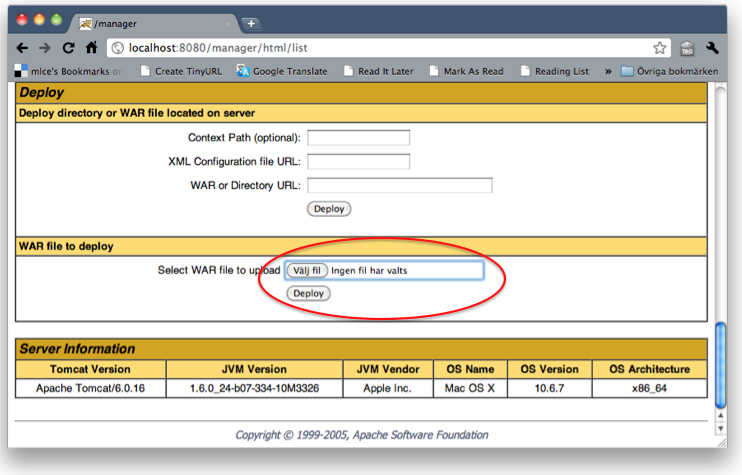 /manager
localhost:8080/manager/html/list
mIce's Bookmarks on Create TinyURL Google Translate Read It Later Mark As Read Reading List » Övriga bokmärken
Deploy
Deploy directory or WAR file located on server
Context Path (optional):
XML Configuration file URL:
WAR or Directory URL:
Deploy
WAR file to deploy
Select WAR file to upload Välj fil Ingen fil har valts
Deploy
Server Information
Tomcat Version JVM Version JVM Vendor OS Name OS Version OS Architecture
Apache Tomcat/6.0.16 1.6.0_24-b07-334-10M3326 Apple Inc. Mac OS X 10.6.7 x86_64
Copyright © 1999-2005, Apache Software Foundation